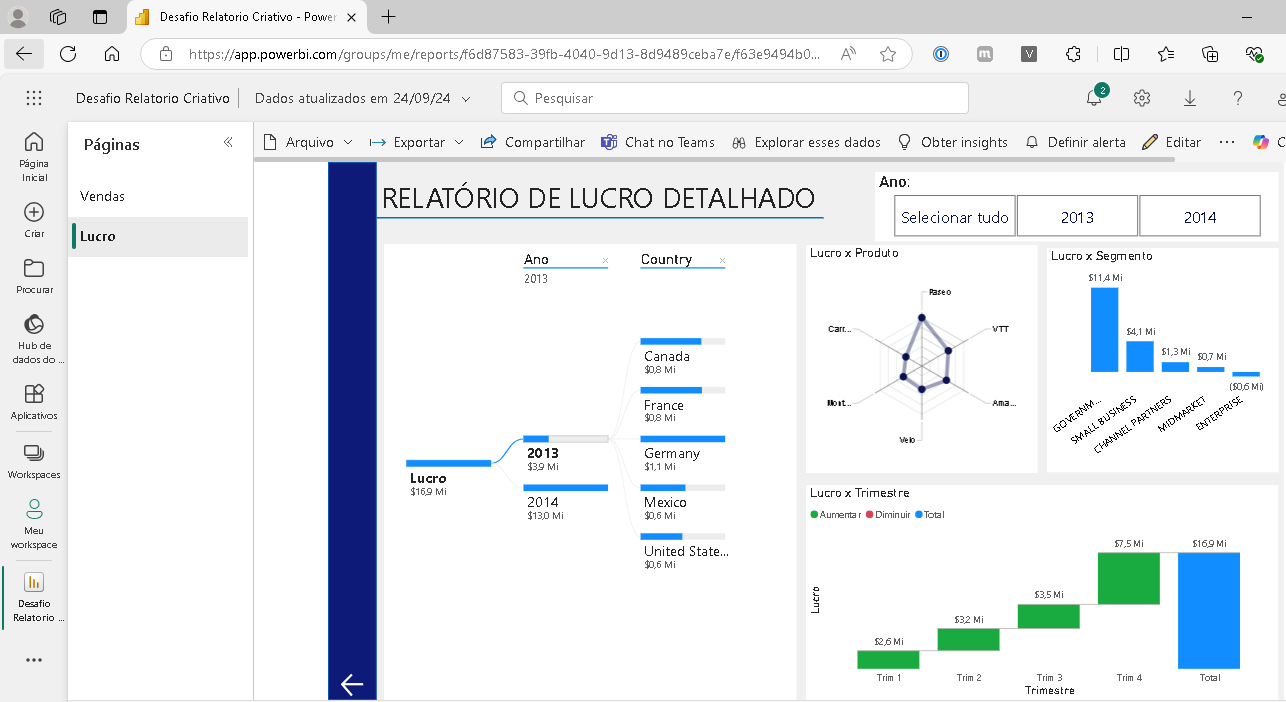 Desafio Relatorio Criativo - Power
https://app.powerbi.com/groups/me/reports/f6d87583-39fb-4040-9d13-8d9489ceba7e/f63e9494b0...
Desafio Relatorio Criativo
Dados atualizados em 24/09/24
Pesquisar
2
?
Página Inicial
Criar
Procurar
Hub de dados do ...
Aplicativos
Workspaces
Meu workspace
Desafio Relatorio ...
Páginas
Vendas
Lucro
Arquivo
Exportar
Compartilhar
Chat no Teams
Explorar esses dados
Obter insights
Definir alerta
Editar
C
RELATÓRIO DE LUCRO DETALHADO
Ano:
Selecionar tudo
2013
2014
Ano
2013
Country
Lucro
$16,9 Mi
2013
$3,9 Mi
2014
$13,0 Mi
Canada
$0,8 Mi
France
$0,8 Mi
Germany
$1,1 Mi
Mexico
$0,6 Mi
United State...
$0,6 Mi
Lucro x Produto
Paseo
VTT
Ama...
Velo
Mont...
Carr...
Lucro x Segmento
$11,4 Mi
$4,1 Mi
$1,3 Mi
$0,7 Mi
($0,6 Mi)
GOVERNM...
SMALL BUSINESS
CHANNEL PARTNERS
MIDMARKET
ENTERPRISE
Lucro x Trimestre
Aumentar Diminuir Total
Lucro
$2,6 Mi
$3,2 Mi
$3,5 Mi
$7,5 Mi
$16,9 Mi
Trim 1
Trim 2
Trim 3
Trim 4
Total
Trimestre